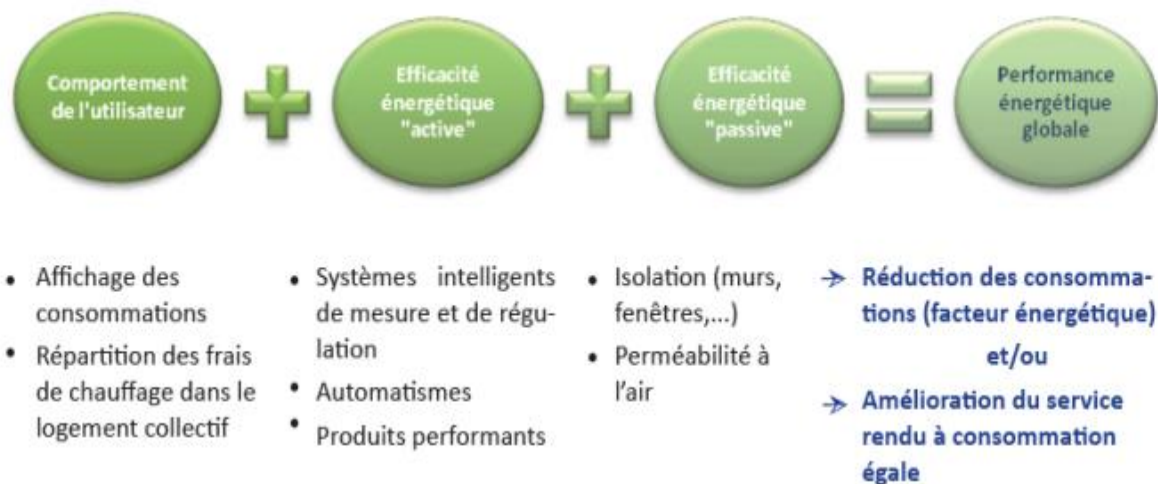 Comportement
de l'utilisateur
Efficacité
énergétique
"active"
Efficacité
énergétique
"passive"
Performance
énergétique
globale
• Affichage des
consommations
• Répartition des frais
de chauffage dans le
logement collectif
• Systèmes intelligents
de mesure et de régu-
lation
• Automatismes
• Produits performants
• Isolation (murs,
fenêtres,...)
• Perméabilité à
l'air
→ Réduction des consomma-
tions (facteur énergétique)
et/ou
→ Amélioration du service
rendu à consommation
égale